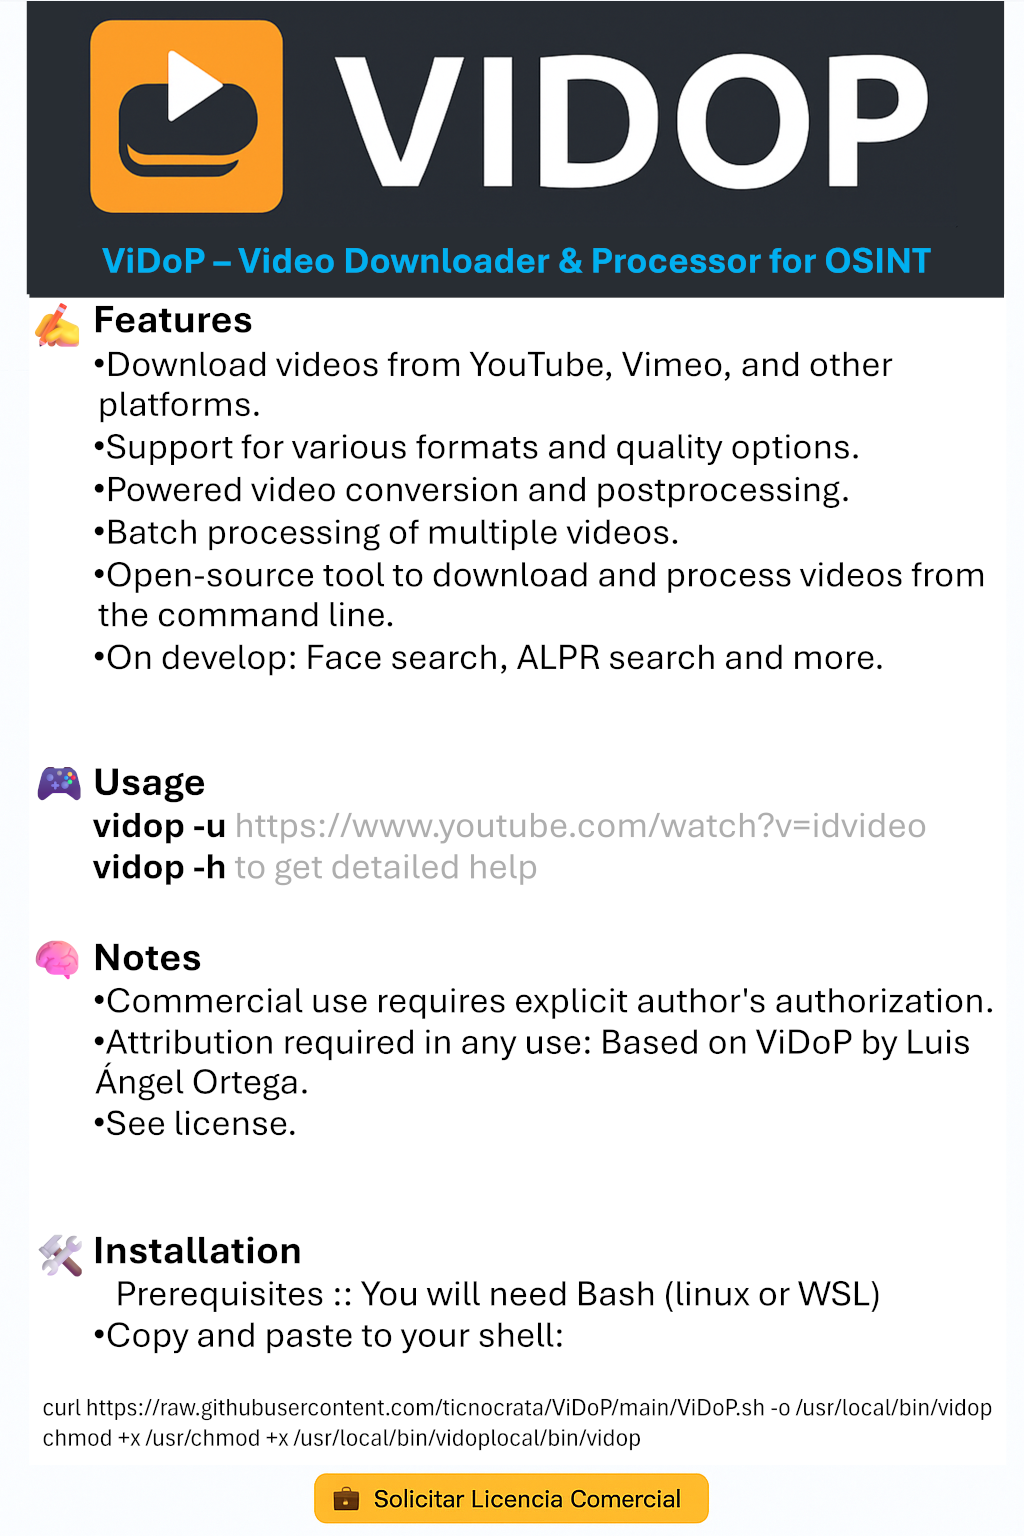 VIDOP
ViDoP – Video Downloader & Processor for OSINT
Features
•Download videos from YouTube, Vimeo, and other
platforms.
•Support for various formats and quality options.
•Powered video conversion and postprocessing.
•Batch processing of multiple videos.
•Open-source tool to download and process videos from
the command line.
•On develop: Face search, ALPR search and more.
Usage
vidop -u https://www.youtube.com/watch?v=idvideo
vidop -h to get detailed help
Notes
•Commercial use requires explicit author's authorization.
•Attribution required in any use: Based on ViDoP by Luis
Ángel Ortega.
•See license.
Installation
Prerequisites :: You will need Bash (linux or WSL)
•Copy and paste to your shell:
curl https://raw.githubusercontent.com/ticnocrata/ViDoP/main/ViDoP.sh -o /usr/local/bin/vidop
chmod +x /usr/chmod +x /usr/local/bin/vidoplocal/bin/vidop
Solicitar Licencia Comercial